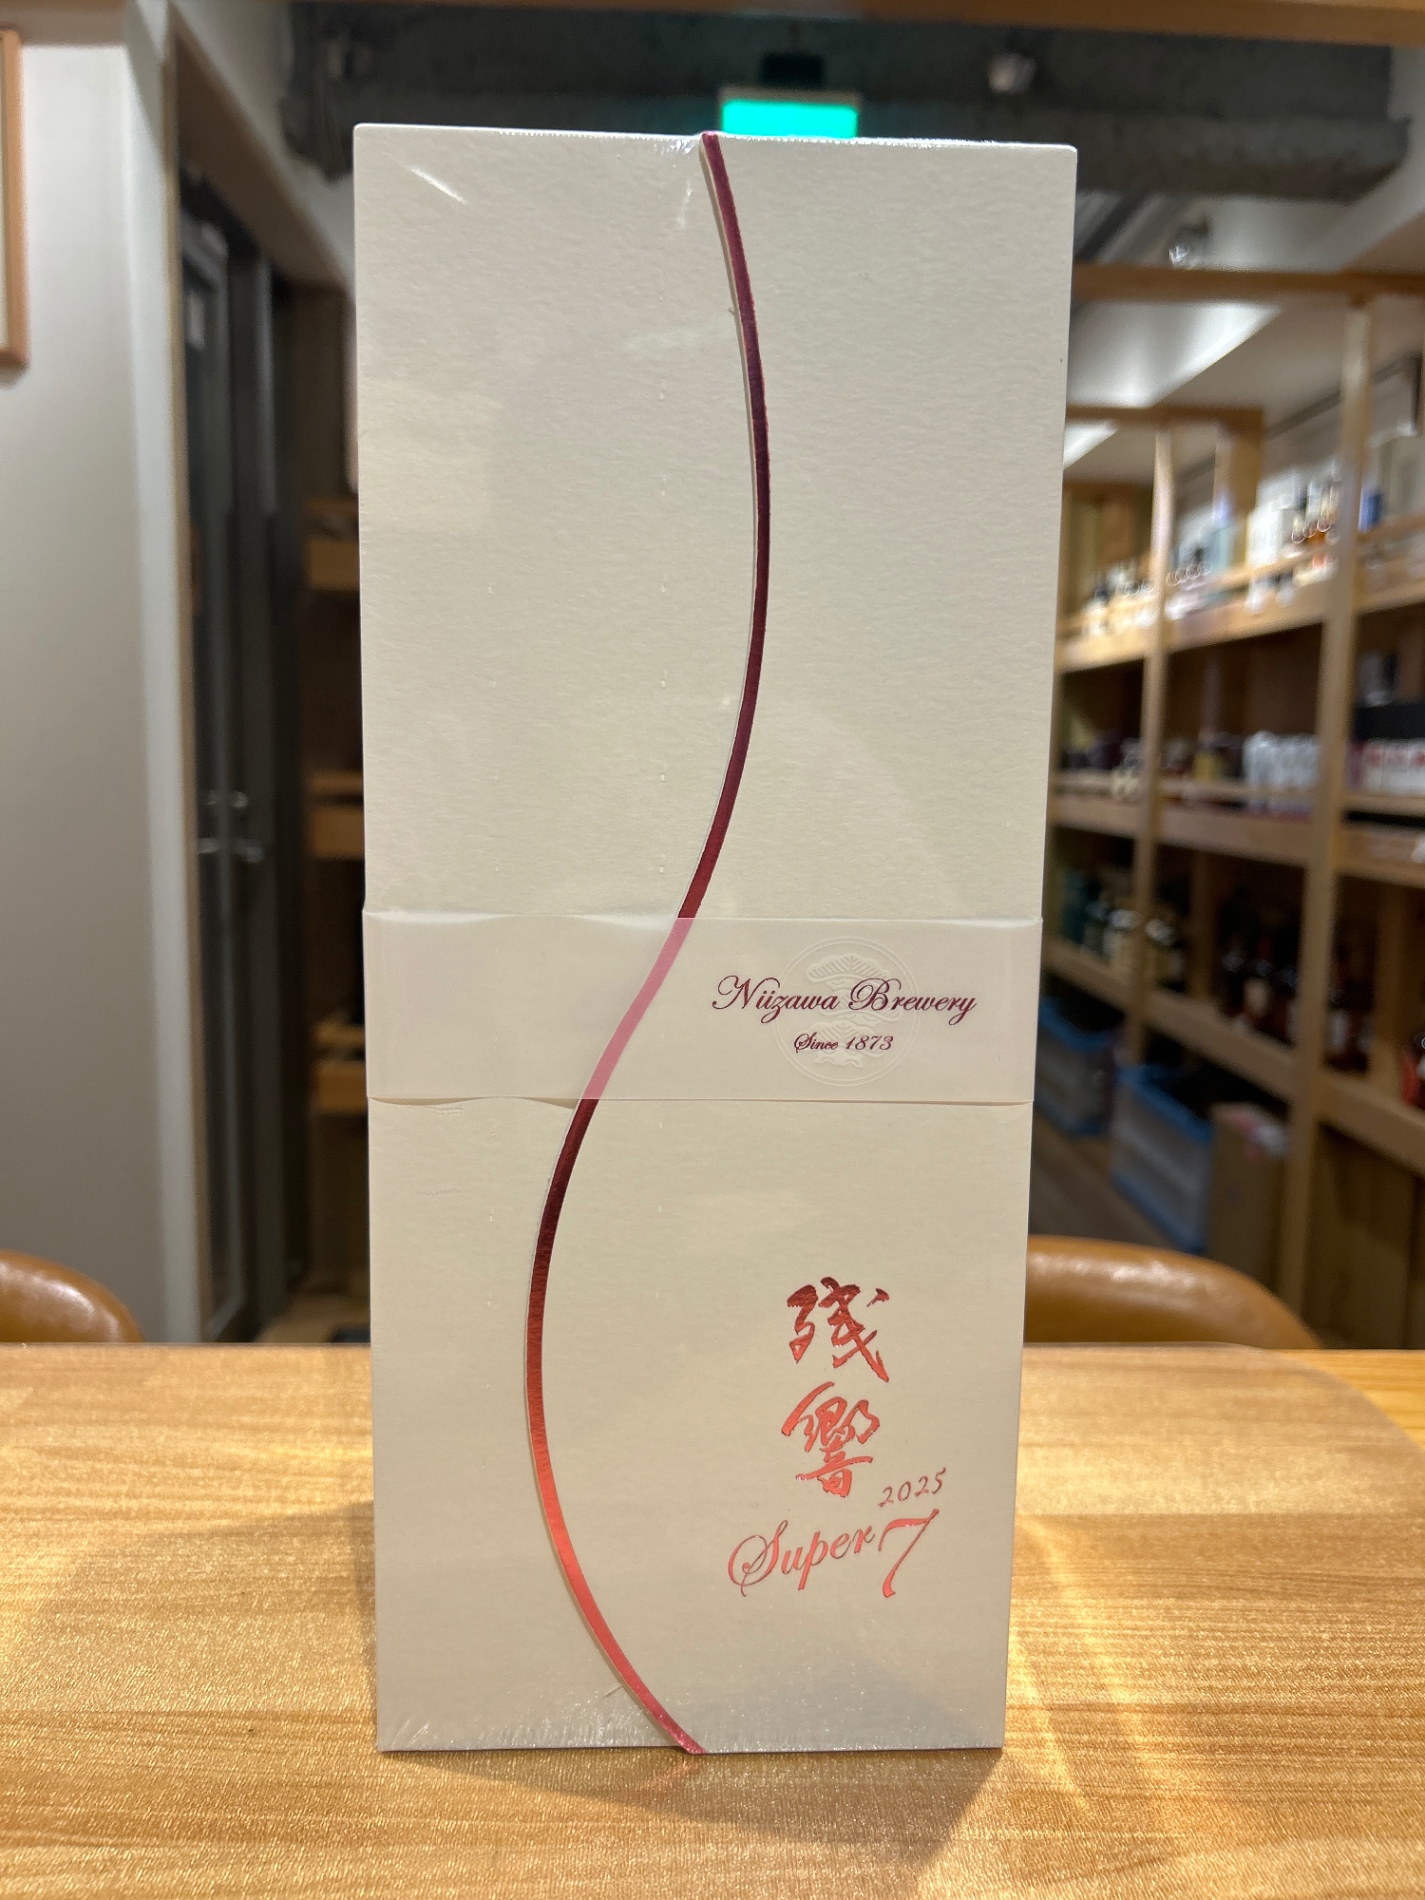 Niizawa Brewery
Since 1873
残響
2025
Super 7